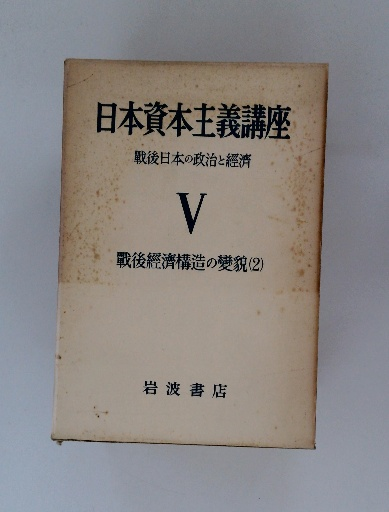 日本資本主義講座
戰後日本の政治と經濟
V
戰後經濟構造の變貌(2)
岩波書店